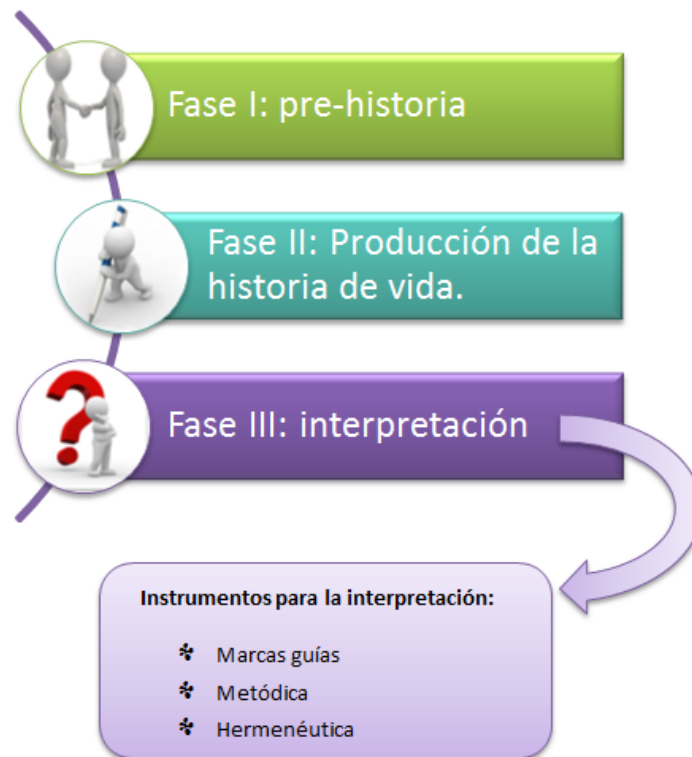 Fase I: pre-historia
Fase II: Producción de la
historia de vida.
Fase III: interpretación
Instrumentos para la interpretación:
Marcas guías
Metódica
Hermenéutica